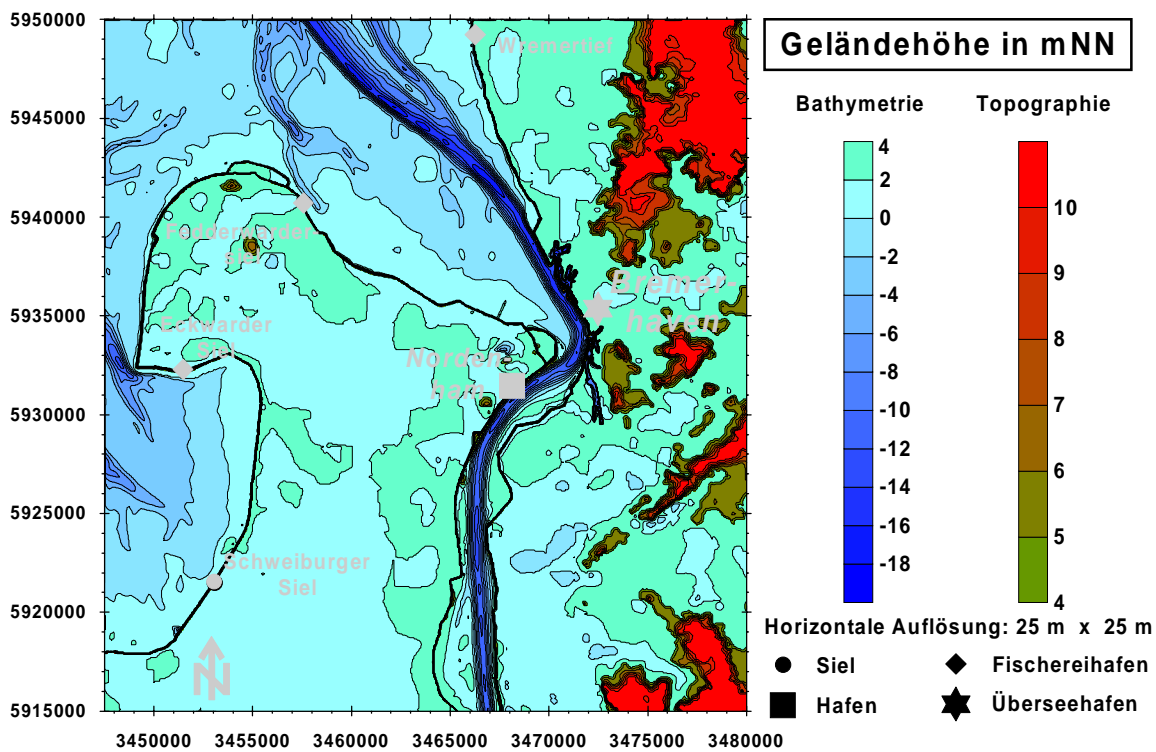 5950000
5945000
5940000
5935000
5930000
5925000
5920000
5915000
3450000 3455000 3460000 3465000 3470000 3475000 3480000
Wremertief
Fedderwarder-
siel
Eckwarder
Siel
Bremer-
haven
Norden-
ham
Schweiburger
Siel
N
Geländehöhe in mNN
Bathymetrie Topographie
4
2
0
-2
-4
-6
-8
-10
-12
-14
-16
-18
10
9
8
7
6
5
4
Horizontale Auflösung: 25 m x 25 m
Siel Fischereihafen
Hafen Überseehafen